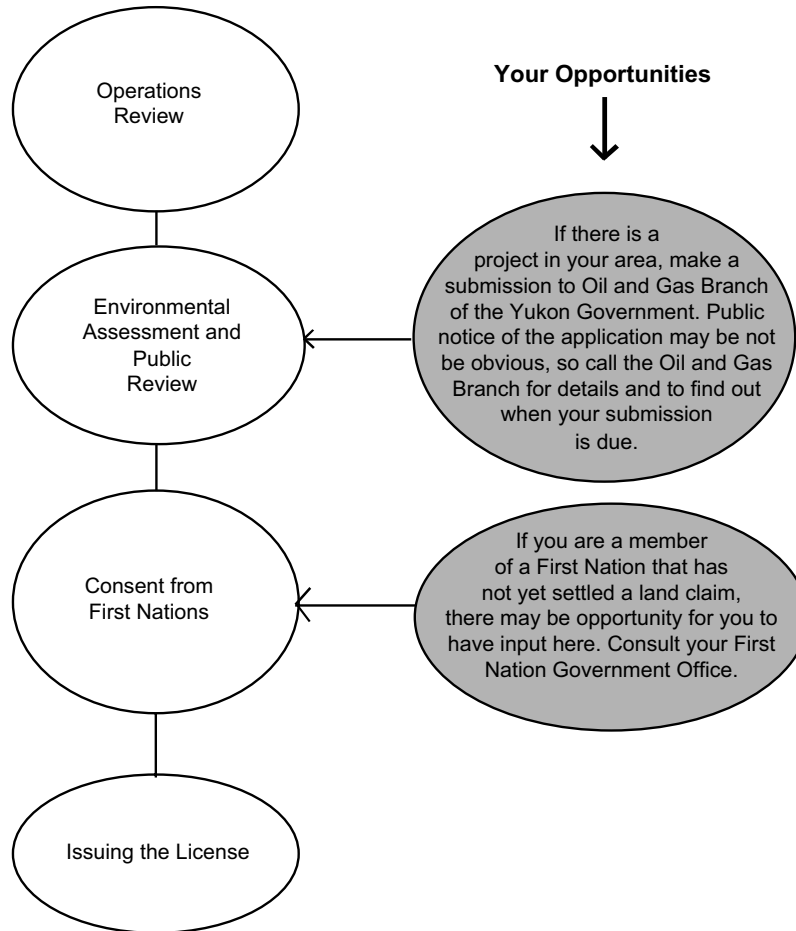 Operations
Review
Your Opportunities
If there is a
project in your area, make a
submission to Oil and Gas Branch
of the Yukon Government. Public
notice of the application may be not
be obvious, so call the Oil and Gas
Branch for details and to find out
when your submission
is due.
Environmental
Assessment and
Public
Review
If you are a member
of a First Nation that has
not yet settled a land claim,
there may be opportunity for you to
have input here. Consult your First
Nation Government Office.
Consent from
First Nations
Issuing the License